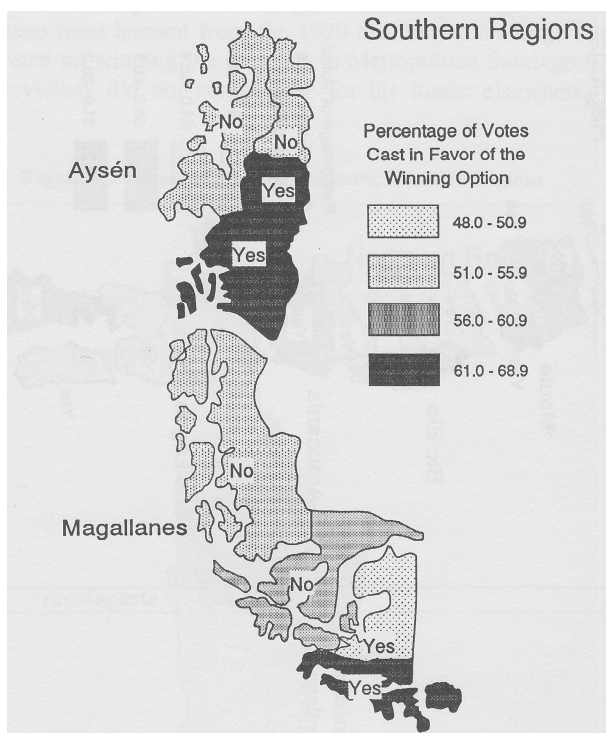 Southern Regions
Percentage of Votes
Cast in Favor of the
Winning Option
48.0 - 50.9
51.0 - 55.9
56.0 - 60.9
61.0 - 68.9
No
No
Aysén
Yes
Yes
No
Magallanes
No
Yes
Yes